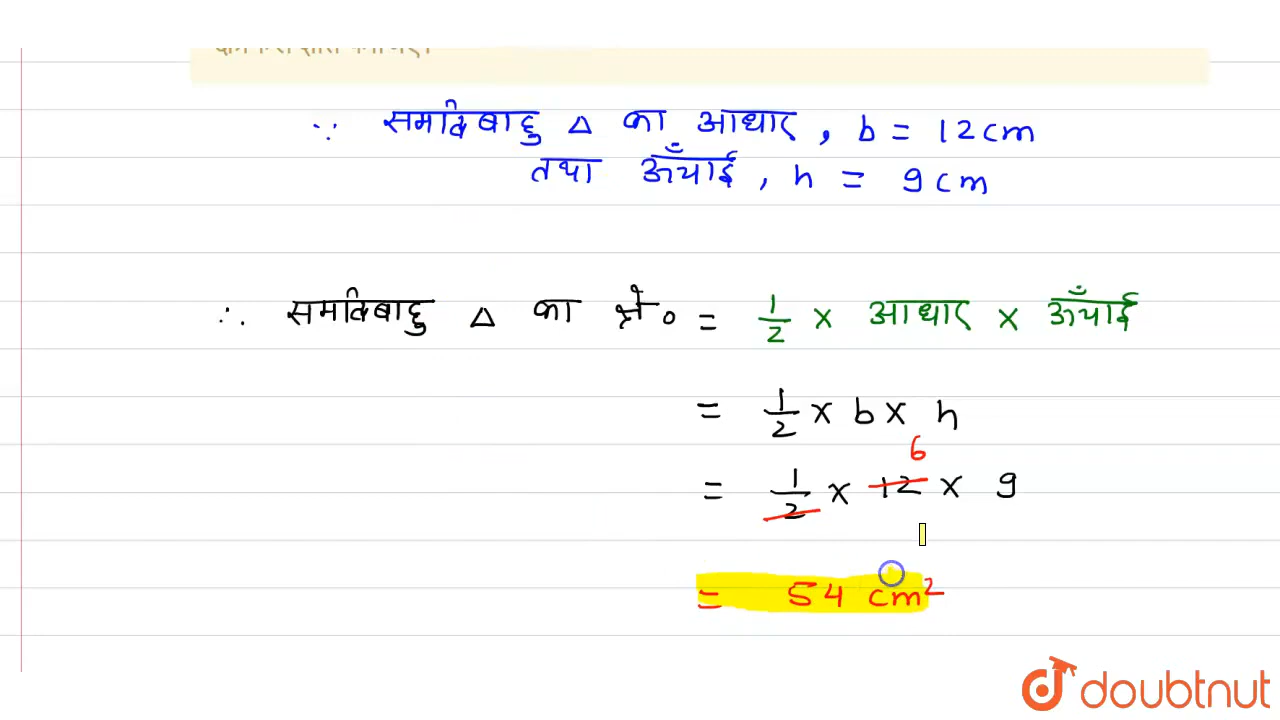 ∵ समद्विबाहु △ का आधार, b = 12 cm
तथा ऊँचाई, h = 9 cm
∴ समद्विबाहु △ का क्षे० = 1/2 × आधार × ऊँचाई
= 1/2 × b × h
6
= 1/2 × 12 × 9
= 54 cm²
doubtnut